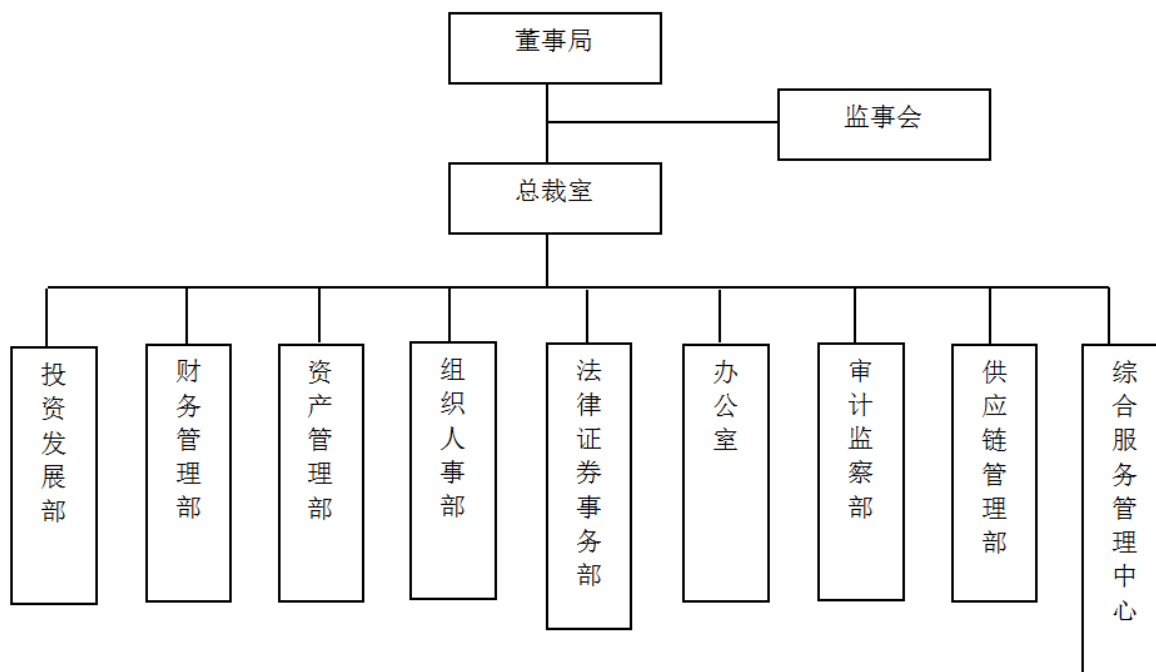 董事局
监事会
总裁室
投资发展部
财务管理部
资产管理部
组织人事部
法律证券事务部
办公室
审计监察部
供应链管理部
综合服务管理中心